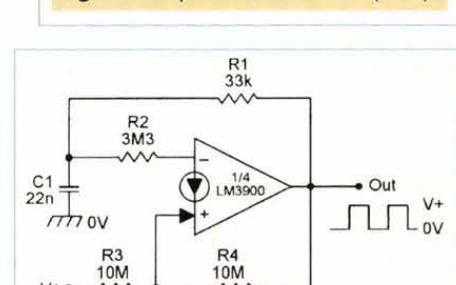 R1
33k
R2
3M3
−
1/4
LM3900
+
C1
22n
0V
Out
V+
0V
R3
10M
R4
10M